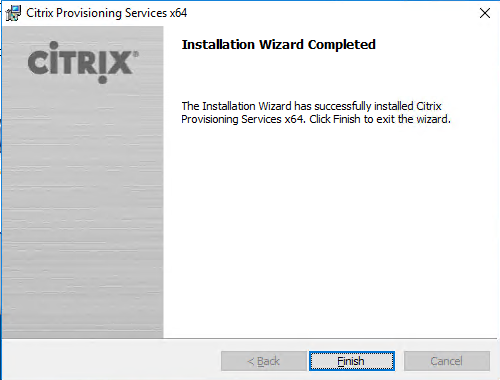 Citrix Provisioning Services x64
CiTRIX®
Installation Wizard Completed
The Installation Wizard has successfully installed Citrix
Provisioning Services x64. Click Finish to exit the wizard.
< Back
Finish
Cancel